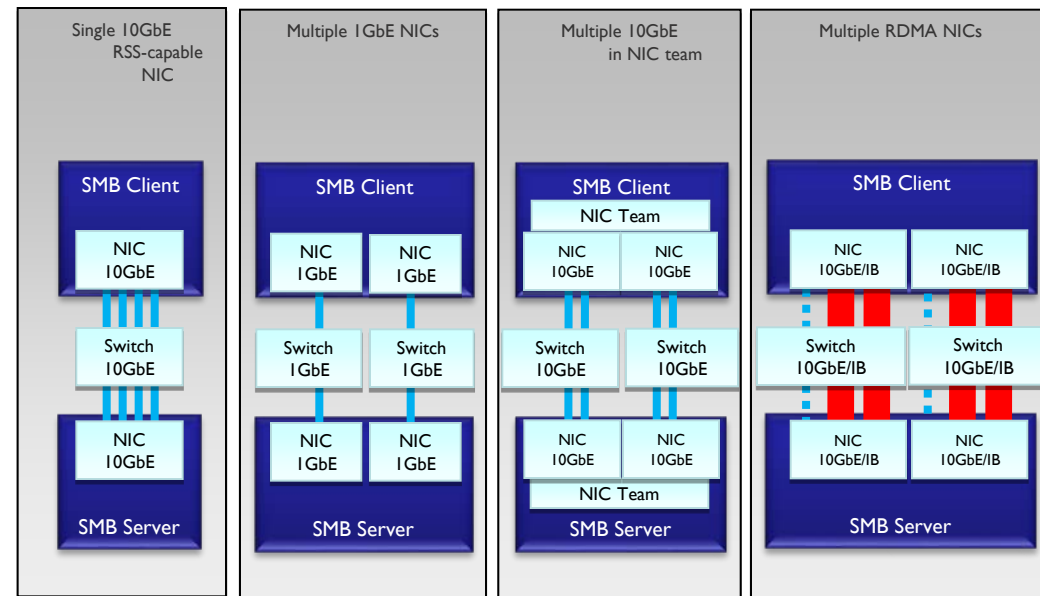 Single 10GbE
RSS-capable
NIC
SMB Client
NIC
10GbE
Switch
10GbE
NIC
10GbE
SMB Server
Multiple 1GbE NICs
SMB Client
NIC
1GbE
NIC
1GbE
Switch
1GbE
Switch
1GbE
NIC
1GbE
NIC
1GbE
SMB Server
Multiple 10GbE
in NIC team
SMB Client
NIC Team
NIC
10GbE
NIC
10GbE
Switch
10GbE
Switch
10GbE
NIC
10GbE
NIC
10GbE
NIC Team
SMB Server
Multiple RDMA NICs
SMB Client
NIC
10GbE/IB
NIC
10GbE/IB
Switch
10GbE/IB
Switch
10GbE/IB
NIC
10GbE/IB
NIC
10GbE/IB
SMB Server